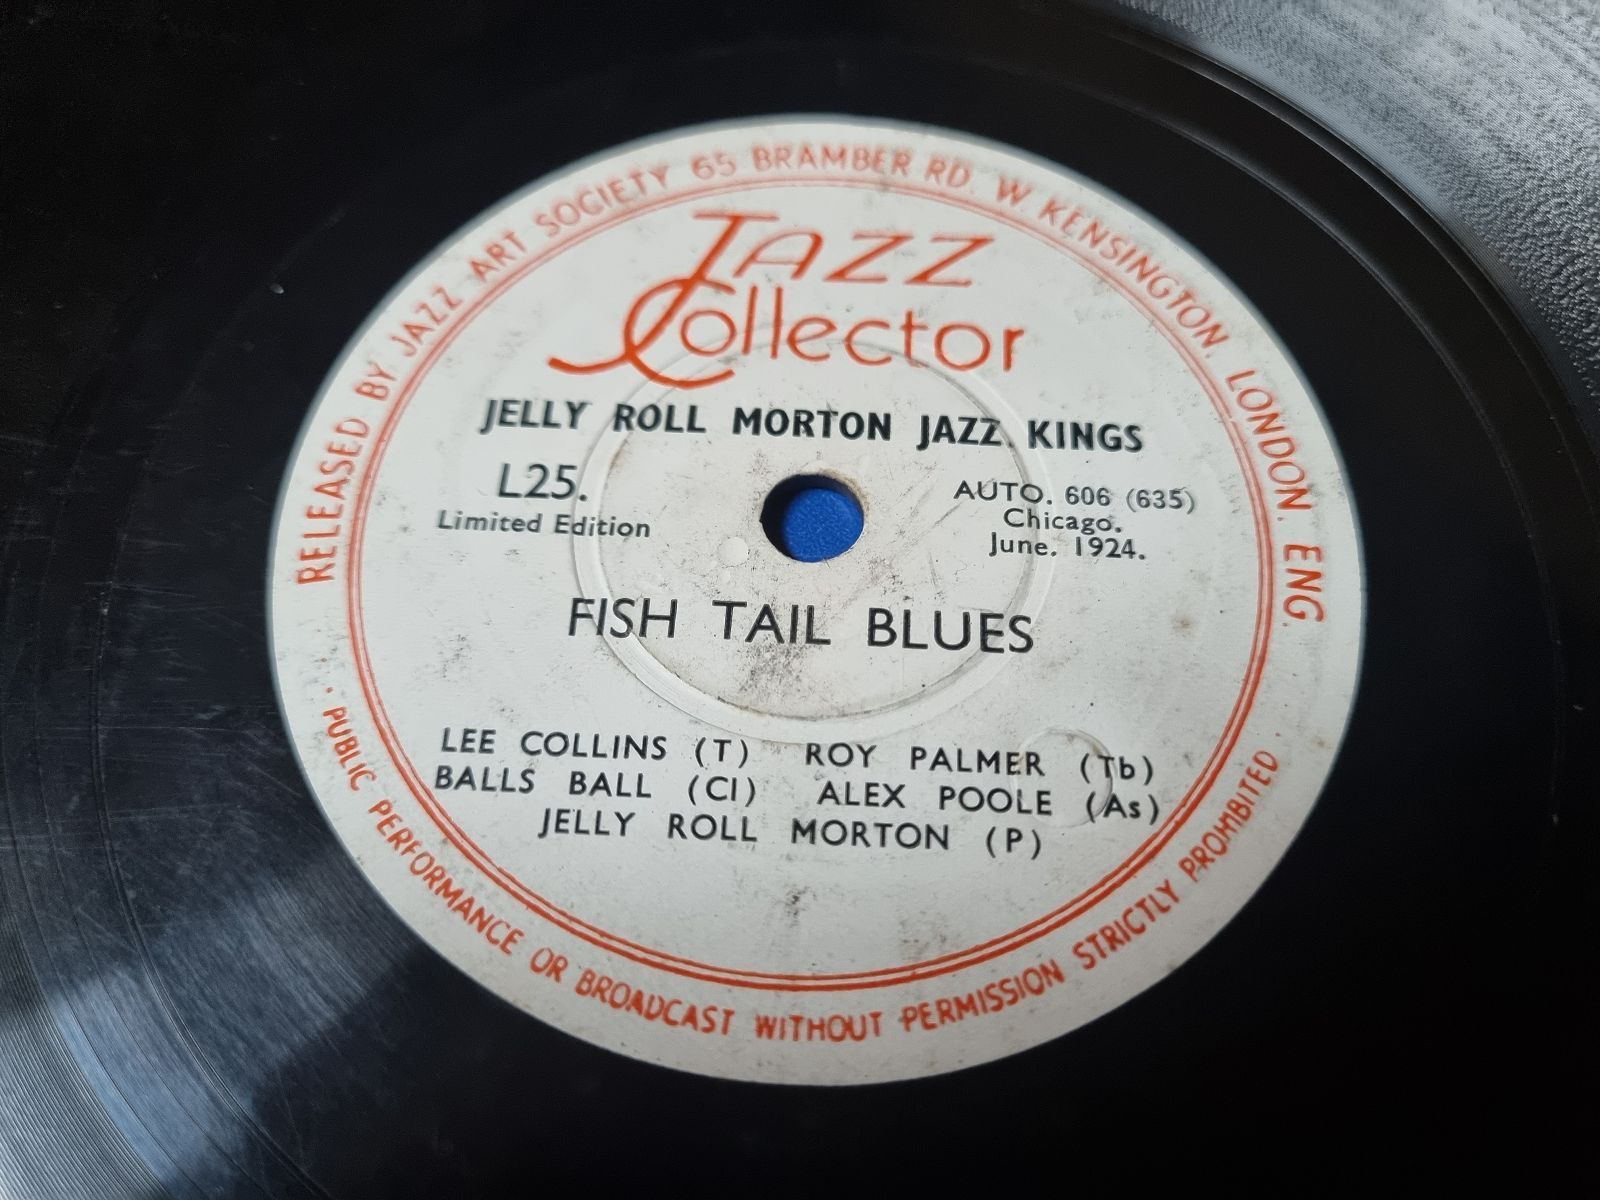 RELEASED BY JAZZ ART SOCIETY 65 BRAMBER RD. W KENSINGTON. LONDON. ENG.
JAZZ
Collector
JELLY ROLL MORTON JAZZ KINGS
L25.
Limited Edition
AUTO. 606 (635)
Chicago.
June. 1924.
FISH TAIL BLUES
LEE COLLINS (T) ROY PALMER (Tb)
BALLS BALL (Cl) ALEX POOLE (As)
JELLY ROLL MORTON (P)
· PUBLIC PERFORMANCE OR BROADCAST WITHOUT PERMISSION STRICTLY PROHIBITED ·